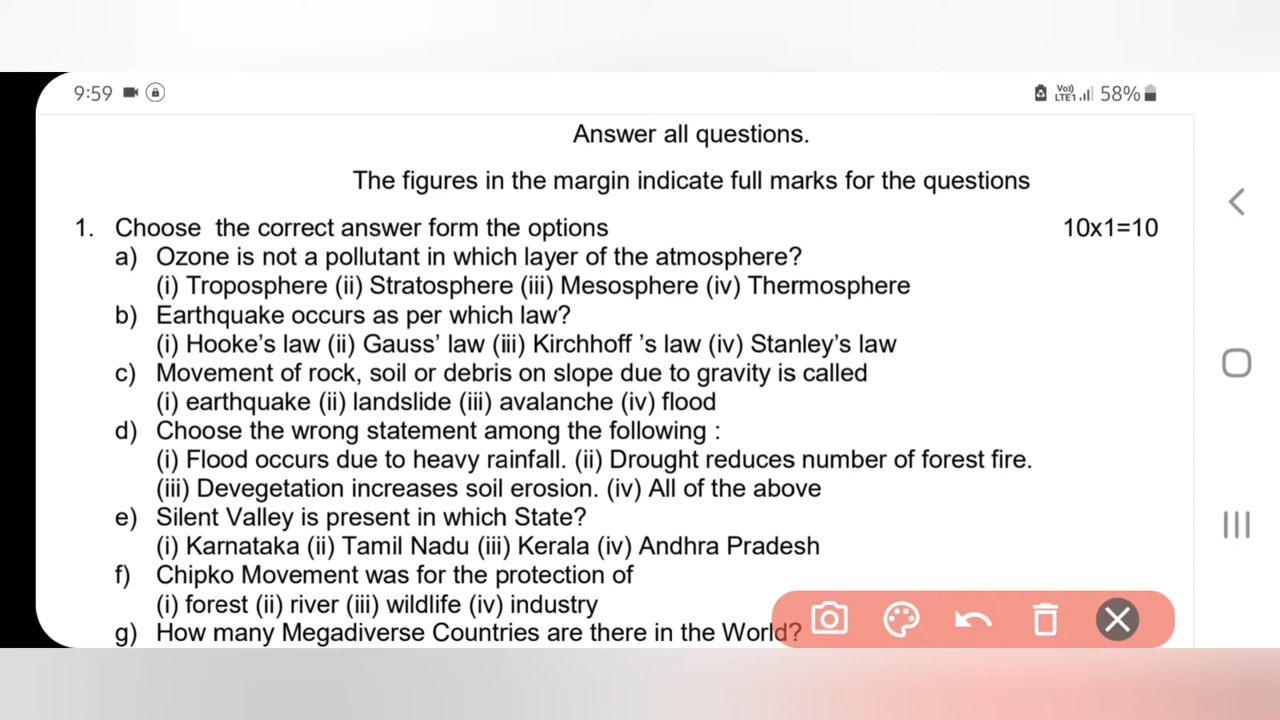 9:59
Vo)) LTE1 58%
Answer all questions.
The figures in the margin indicate full marks for the questions
1. Choose the correct answer form the options 10x1=10
a) Ozone is not a pollutant in which layer of the atmosphere?
(i) Troposphere (ii) Stratosphere (iii) Mesosphere (iv) Thermosphere
b) Earthquake occurs as per which law?
(i) Hooke’s law (ii) Gauss’ law (iii) Kirchhoff ’s law (iv) Stanley’s law
c) Movement of rock, soil or debris on slope due to gravity is called
(i) earthquake (ii) landslide (iii) avalanche (iv) flood
d) Choose the wrong statement among the following :
(i) Flood occurs due to heavy rainfall. (ii) Drought reduces number of forest fire.
(iii) Devegetation increases soil erosion. (iv) All of the above
e) Silent Valley is present in which State?
(i) Karnataka (ii) Tamil Nadu (iii) Kerala (iv) Andhra Pradesh
f) Chipko Movement was for the protection of
(i) forest (ii) river (iii) wildlife (iv) industry
g) How many Megadiverse Countries are there in the World?